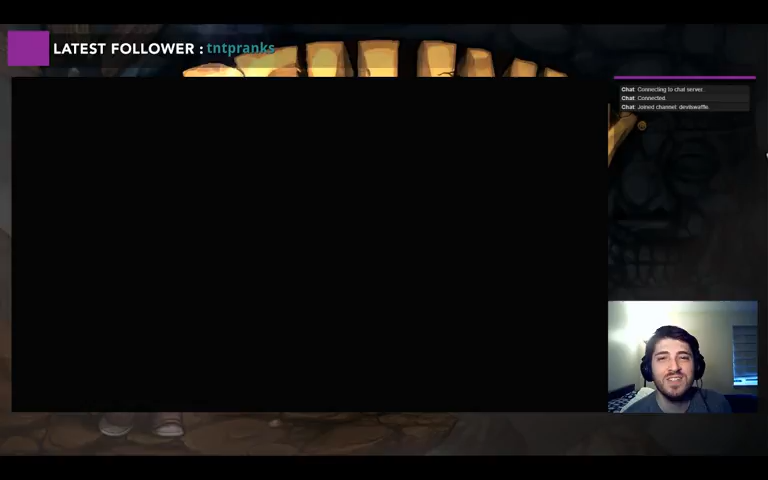 LATEST FOLLOWER : tntpranks
Chat: Connecting to chat server.
Chat: Connected.
Chat: Joined channel: devilswaffle.